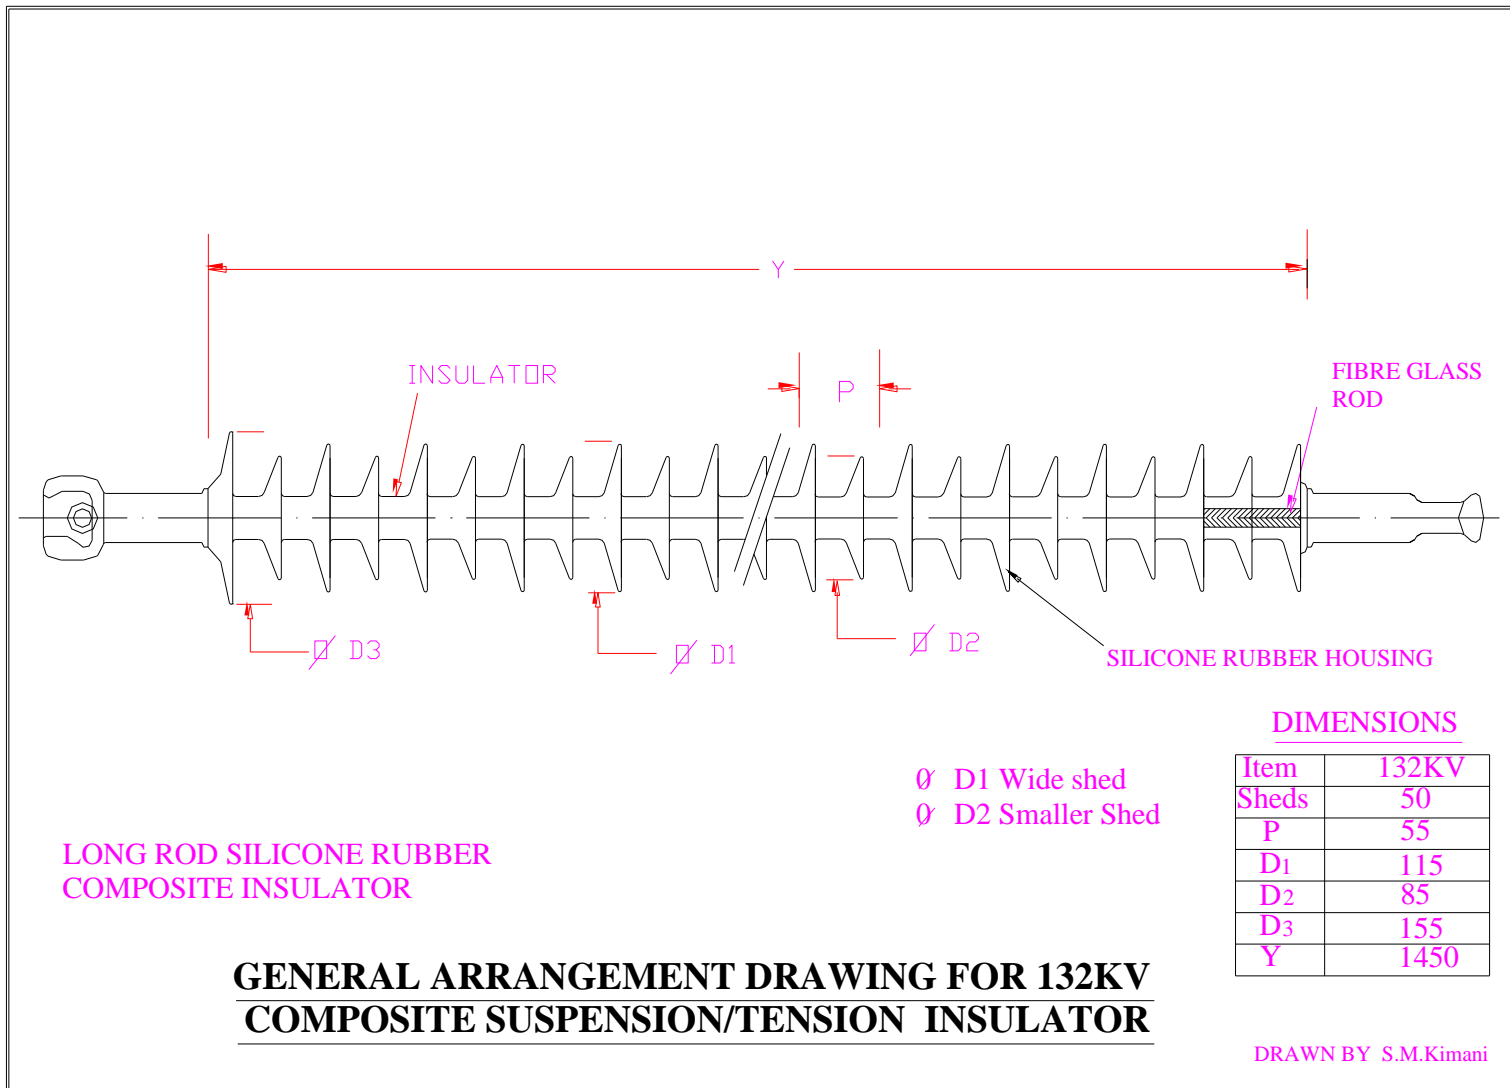 Y
INSULATOR
P
FIBRE GLASS
ROD
Ø D3
Ø D1
Ø D2
SILICONE RUBBER HOUSING
DIMENSIONS
Item 132KV
Sheds 50
P 55
D1 115
D2 85
D3 155
Y 1450
Ø D1 Wide shed
Ø D2 Smaller Shed
LONG ROD SILICONE RUBBER
COMPOSITE INSULATOR
GENERAL ARRANGEMENT DRAWING FOR 132KV
COMPOSITE SUSPENSION/TENSION INSULATOR
DRAWN BY S.M.Kimani